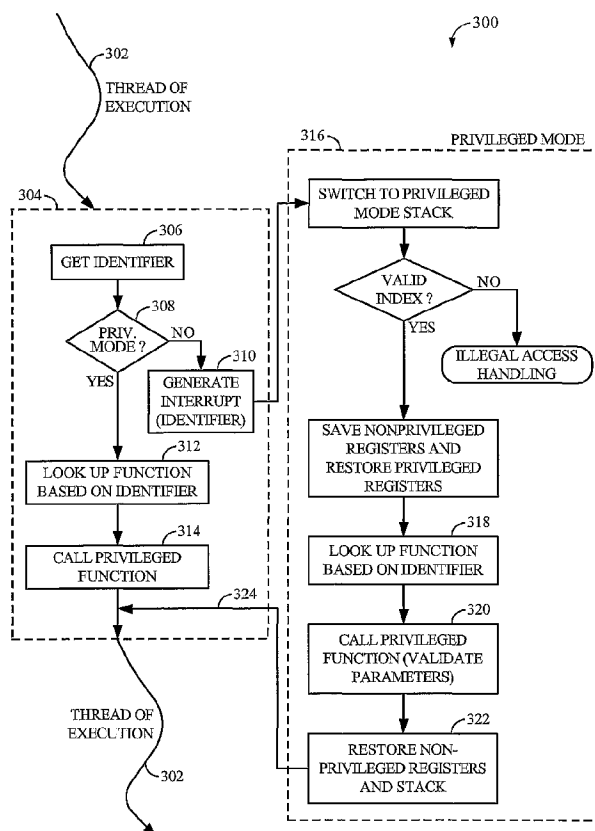 300
302
THREAD OF
EXECUTION
304
306
GET IDENTIFIER
308
PRIV.
MODE ?
NO
YES
310
GENERATE
INTERRUPT
(IDENTIFIER)
312
LOOK UP FUNCTION
BASED ON IDENTIFIER
314
CALL PRIVILEGED
FUNCTION
324
THREAD OF
EXECUTION
302
316
PRIVILEGED MODE
SWITCH TO PRIVILEGED
MODE STACK
VALID
INDEX ?
NO
YES
ILLEGAL ACCESS
HANDLING
SAVE NONPRIVILEGED
REGISTERS AND
RESTORE PRIVILEGED
REGISTERS
318
LOOK UP FUNCTION
BASED ON IDENTIFIER
320
CALL PRIVILEGED
FUNCTION (VALIDATE
PARAMETERS)
322
RESTORE NON-
PRIVILEGED REGISTERS
AND STACK